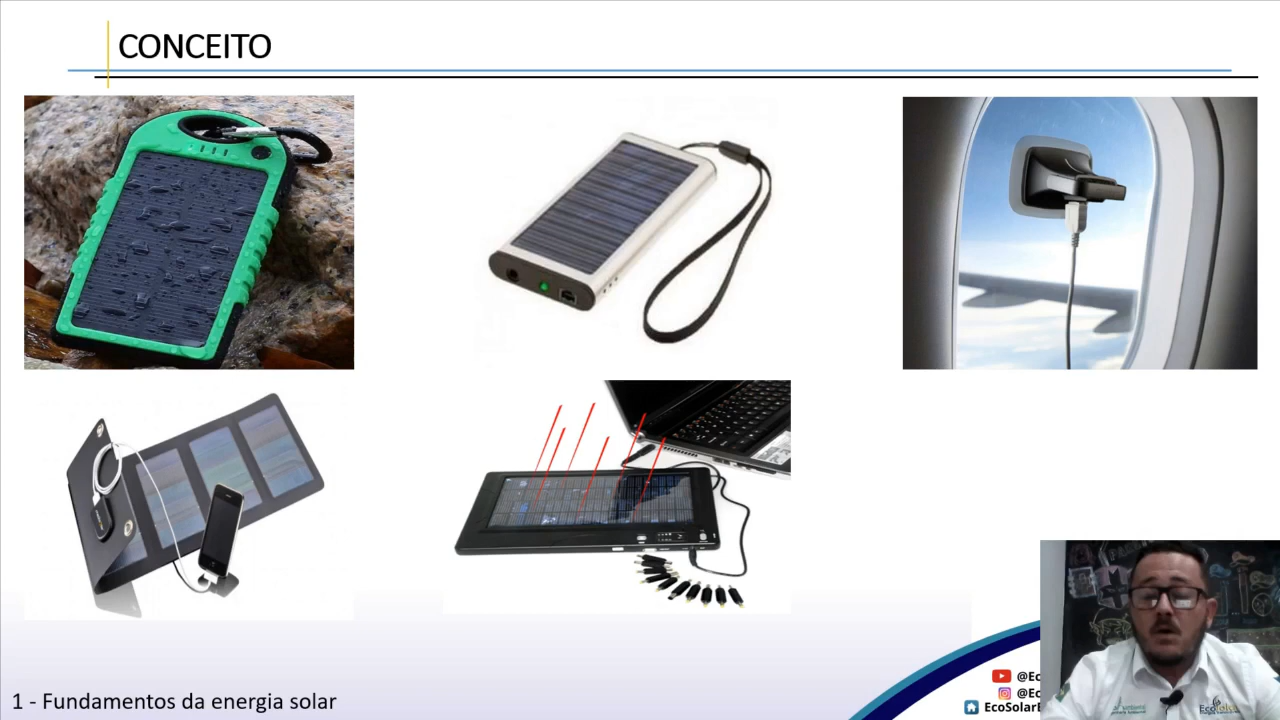 CONCEITO
@Ec
@Ec
EcoSolarE
1 - Fundamentos da energia solar